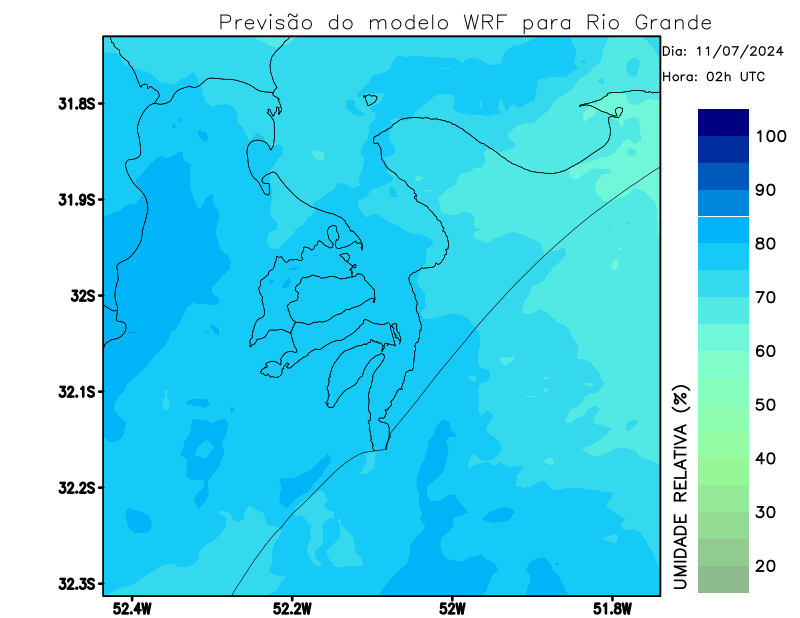 Previsão do modelo WRF para Rio Grande
Dia: 11/07/2024
Hora: 02h UTC
31.8S
31.9S
32S
32.1S
32.2S
32.3S
52.4W
52.2W
52W
51.8W
100
90
80
70
60
50
40
30
20
UMIDADE RELATIVA (%)